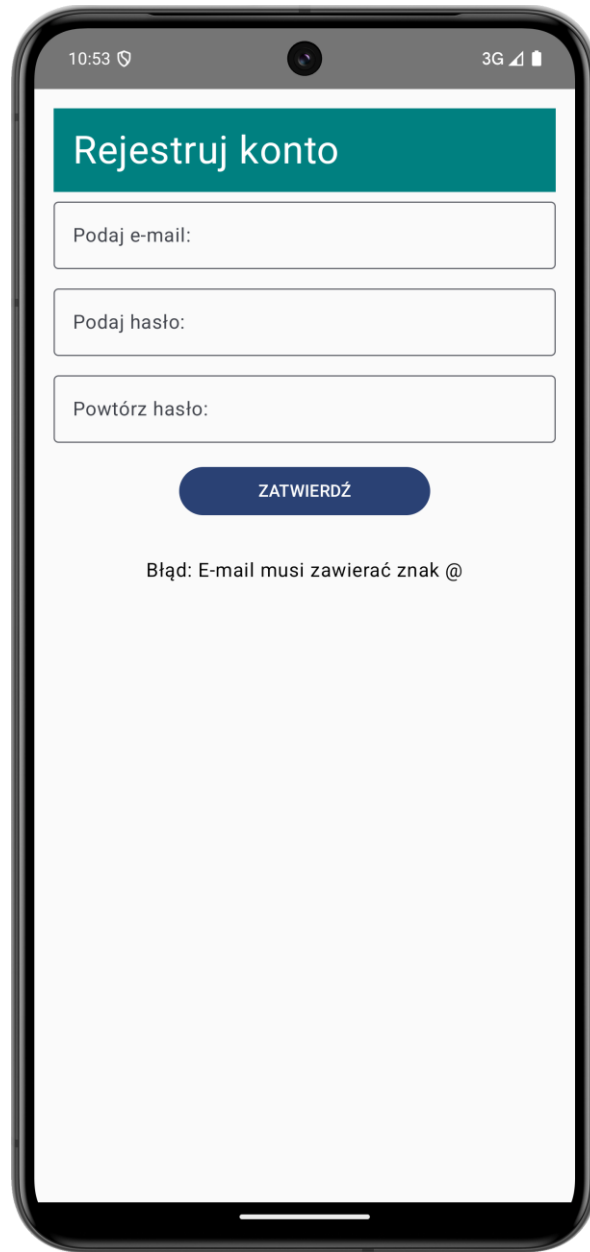 10:53 3G
Rejestruj konto
Podaj e-mail:
Podaj hasło:
Powtórz hasło:
ZATWIERDŹ
Błąd: E-mail musi zawierać znak @